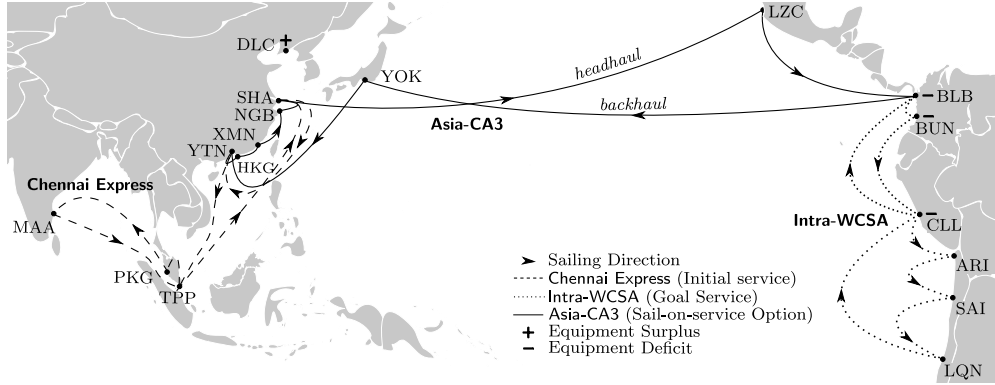 LZC
DLC
headhaul
YOK
SHA
NGB
backhaul
BLB
Asia-CA3
BUN
XMN
YTN
HKG
Chennai Express
MAA
Intra-WCSA
CLL
PKG
TPP
ARI
SAI
LQN
Sailing Direction
Chennai Express (Initial service)
Intra-WCSA (Goal Service)
Asia-CA3 (Sail-on-service Option)
+ Equipment Surplus
− Equipment Deficit